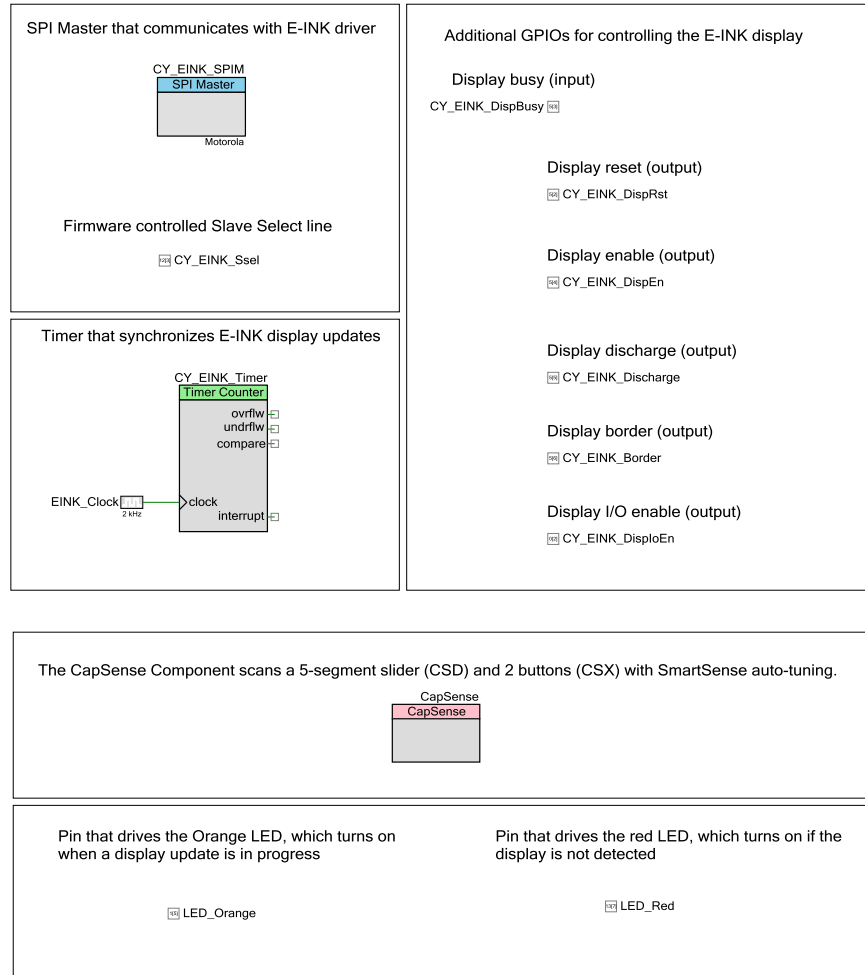 SPI Master that communicates with E-INK driver
CY_EINK_SPIM
SPI Master
Motorola
Firmware controlled Slave Select line
CY_EINK_Ssel
Timer that synchronizes E-INK display updates
CY_EINK_Timer
Timer Counter
ovrflw
undrflw
compare
EINK_Clock
2 kHz
clock
interrupt
Additional GPIOs for controlling the E-INK display
Display busy (input)
CY_EINK_DispBusy
Display reset (output)
CY_EINK_DispRst
Display enable (output)
CY_EINK_DispEn
Display discharge (output)
CY_EINK_Discharge
Display border (output)
CY_EINK_Border
Display I/O enable (output)
CY_EINK_DispIoEn
The CapSense Component scans a 5-segment slider (CSD) and 2 buttons (CSX) with SmartSense auto-tuning.
CapSense
CapSense
Pin that drives the Orange LED, which turns on
when a display update is in progress
LED_Orange
Pin that drives the red LED, which turns on if the
display is not detected
LED_Red